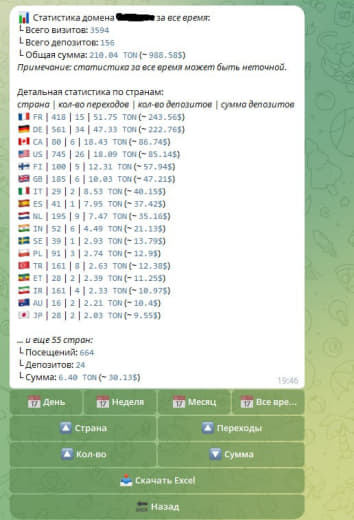 Статистика домена за все время:
└ Всего визитов: 3594
└ Всего депозитов: 156
└ Общая сумма: 210.04 TON (~ 988.58$)
Примечание: статистика за все время может быть неточной.
Детальная статистика по странам:
страна | кол-во переходов | кол-во депозитов | сумма депозитов
FR | 418 | 15 | 51.75 TON (~ 243.56$)
DE | 561 | 34 | 47.33 TON (~ 222.76$)
CA | 80 | 6 | 18.43 TON (~ 86.74$)
US | 745 | 26 | 18.09 TON (~ 85.14$)
FI | 100 | 5 | 12.31 TON (~ 57.94$)
GB | 185 | 6 | 10.03 TON (~ 47.21$)
IT | 29 | 2 | 8.53 TON (~ 40.15$)
ES | 41 | 1 | 7.95 TON (~ 37.42$)
NL | 195 | 9 | 7.47 TON (~ 35.16$)
IN | 52 | 6 | 4.49 TON (~ 21.13$)
SE | 39 | 1 | 2.93 TON (~ 13.79$)
PL | 91 | 3 | 2.74 TON (~ 12.9$)
TR | 161 | 8 | 2.63 TON (~ 12.38$)
ET | 28 | 2 | 2.39 TON (~ 11.25$)
IR | 161 | 4 | 2.33 TON (~ 10.97$)
AU | 16 | 2 | 2.21 TON (~ 10.4$)
JP | 28 | 2 | 2.03 TON (~ 9.55$)
... и еще 55 стран:
└ Посещений: 664
└ Депозитов: 24
└ Сумма: 6.40 TON (~ 30.13$)
19:46
17 День 17 Неделя 17 Месяц 17 Все вре...
Страна Переходы
Кол-во Сумма
Скачать Excel
Назад